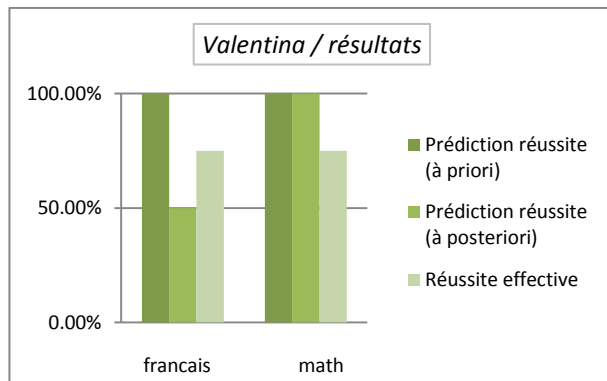 Valentina / résultats
100.00%
50.00%
0.00%
francais
math
Prédiction réussite
(à priori)
Prédiction réussite
(à posteriori)
Réussite effective